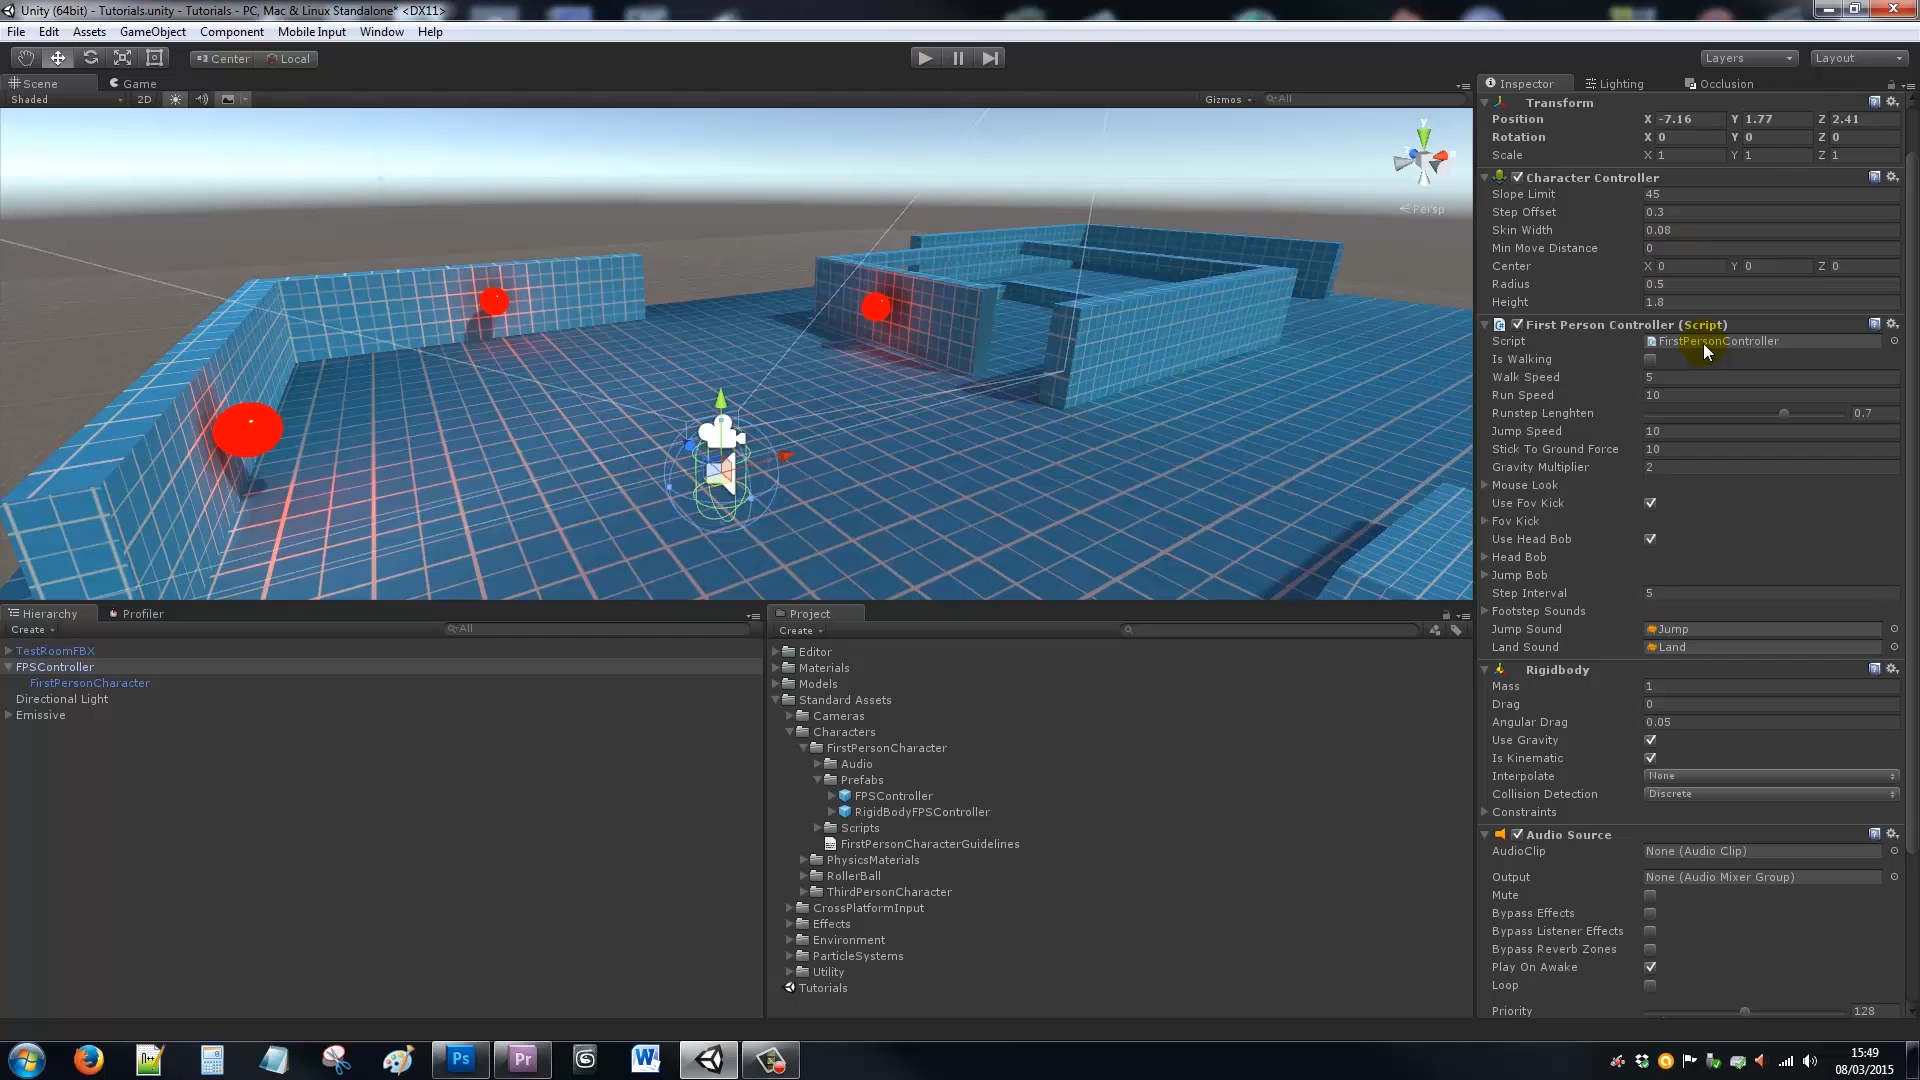 Unity (64bit) - Tutorials.unity - Tutorials - PC, Mac & Linux Standalone* <DX11>
File Edit Assets GameObject Component Mobile Input Window Help
Center Local Layers Layout
Scene Game
Shaded 2D Gizmos All
y
Persp
Inspector Lighting Occlusion
Transform
Position X -7.16 Y 1.77 Z 2.41
Rotation X 0 Y 0 Z 0
Scale X 1 Y 1 Z 1
Character Controller
Slope Limit 45
Step Offset 0.3
Skin Width 0.08
Min Move Distance 0
Center X 0 Y 0 Z 0
Radius 0.5
Height 1.8
First Person Controller (Script)
Script FirstPersonController
Is Walking
Walk Speed 5
Run Speed 10
Runstep Lenghten 0.7
Jump Speed 10
Stick To Ground Force 10
Gravity Multiplier 2
Mouse Look
Use Fov Kick
Fov Kick
Use Head Bob
Head Bob
Jump Bob
Step Interval 5
Footstep Sounds
Jump Sound Jump
Land Sound Land
Rigidbody
Mass 1
Drag 0
Angular Drag 0.05
Use Gravity
Is Kinematic
Interpolate None
Collision Detection Discrete
Constraints
Audio Source
AudioClip None (Audio Clip)
Output None (Audio Mixer Group)
Mute
Bypass Effects
Bypass Listener Effects
Bypass Reverb Zones
Play On Awake
Loop
Priority 128
Hierarchy Profiler
Create All
TestRoomFBX
FPSController
FirstPersonCharacter
Directional Light
Emissive
Project
Create
Editor
Materials
Models
Standard Assets
Cameras
Characters
FirstPersonCharacter
Audio
Prefabs
FPSController
RigidBodyFPSController
Scripts
FirstPersonCharacterGuidelines
PhysicsMaterials
RollerBall
ThirdPersonCharacter
CrossPlatformInput
Effects
Environment
ParticleSystems
Utility
Tutorials
Ps Pr W
15:49
08/03/2015